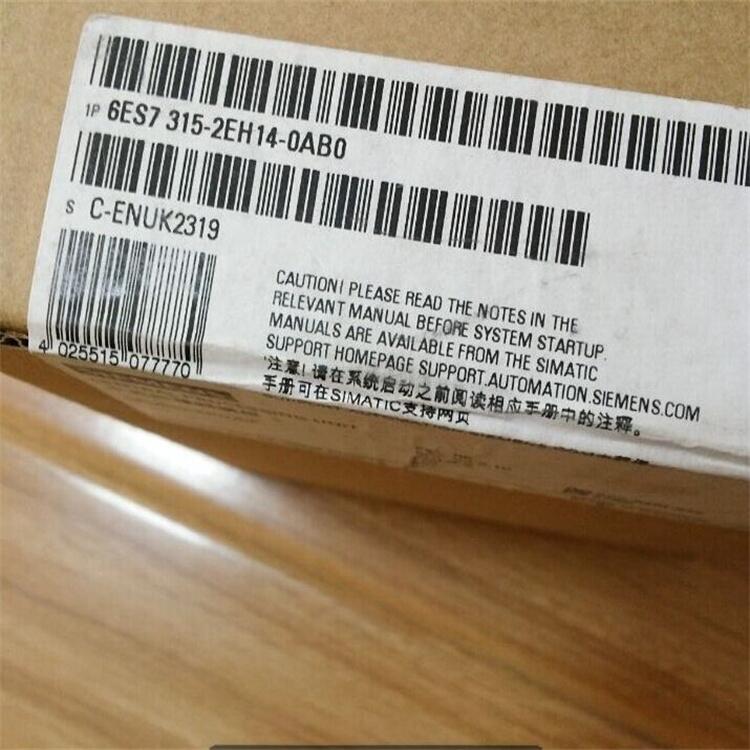 1P 6ES7 315-2EH14-0AB0
S C-ENUK2319
4 025515 077770
CAUTION! PLEASE READ THE NOTES IN THE
RELEVANT MANUAL BEFORE SYSTEM STARTUP.
MANUALS ARE AVAILABLE FROM THE SIMATIC
SUPPORT HOMEPAGE SUPPORT.AUTOMATION.SIEMENS.COM
注意! 请在系统启动之前阅读相应手册中的注释。
手册可在SIMATIC支持网页